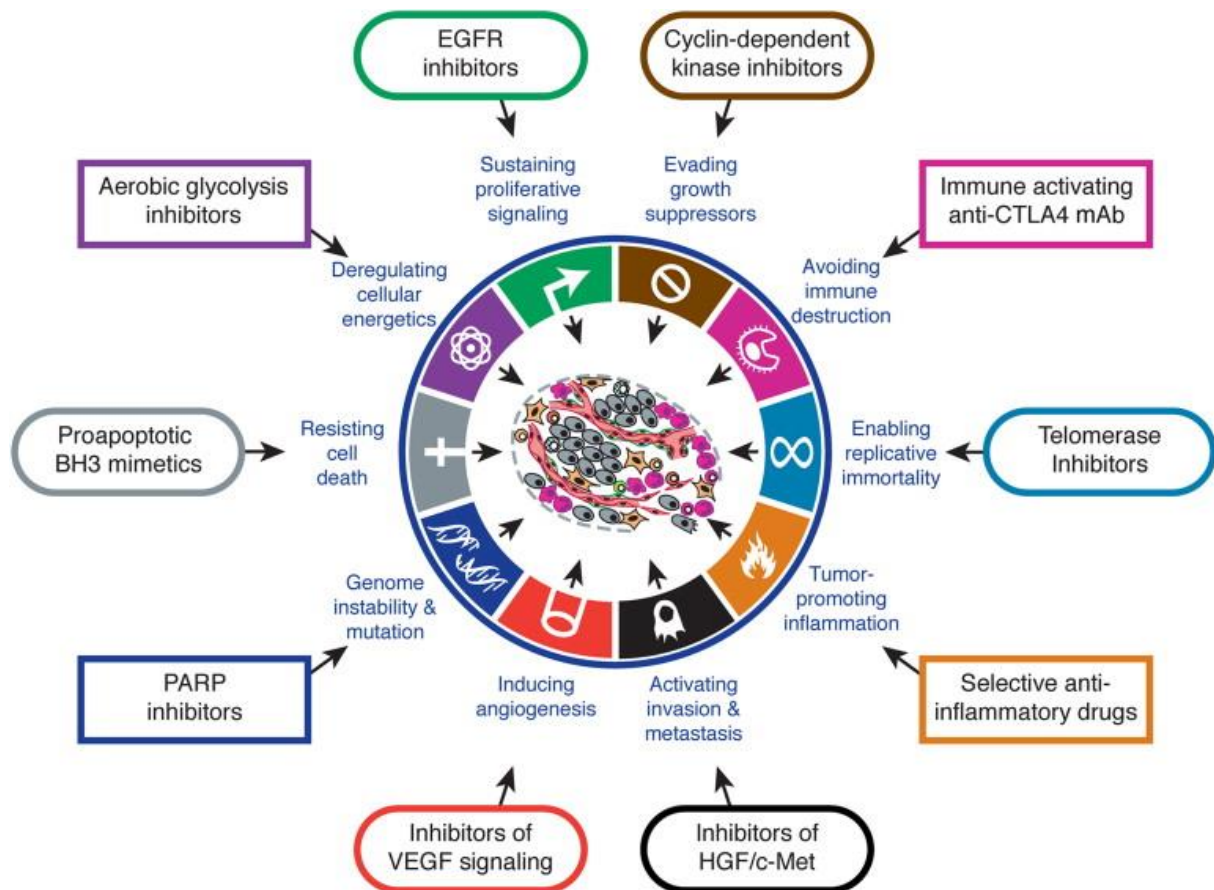 EGFR
inhibitors
Cyclin-dependent
kinase inhibitors
Sustaining
proliferative
signaling
Evading
growth
suppressors
Aerobic glycolysis
inhibitors
Immune activating
anti-CTLA4 mAb
Deregulating
cellular
energetics
Avoiding
immune
destruction
Proapoptotic
BH3 mimetics
Resisting
cell
death
Enabling
replicative
immortality
Telomerase
Inhibitors
Genome
instability &
mutation
Tumor-
promoting
inflammation
PARP
inhibitors
Inducing
angiogenesis
Activating
invasion &
metastasis
Selective anti-
inflammatory drugs
Inhibitors of
VEGF signaling
Inhibitors of
HGF/c-Met